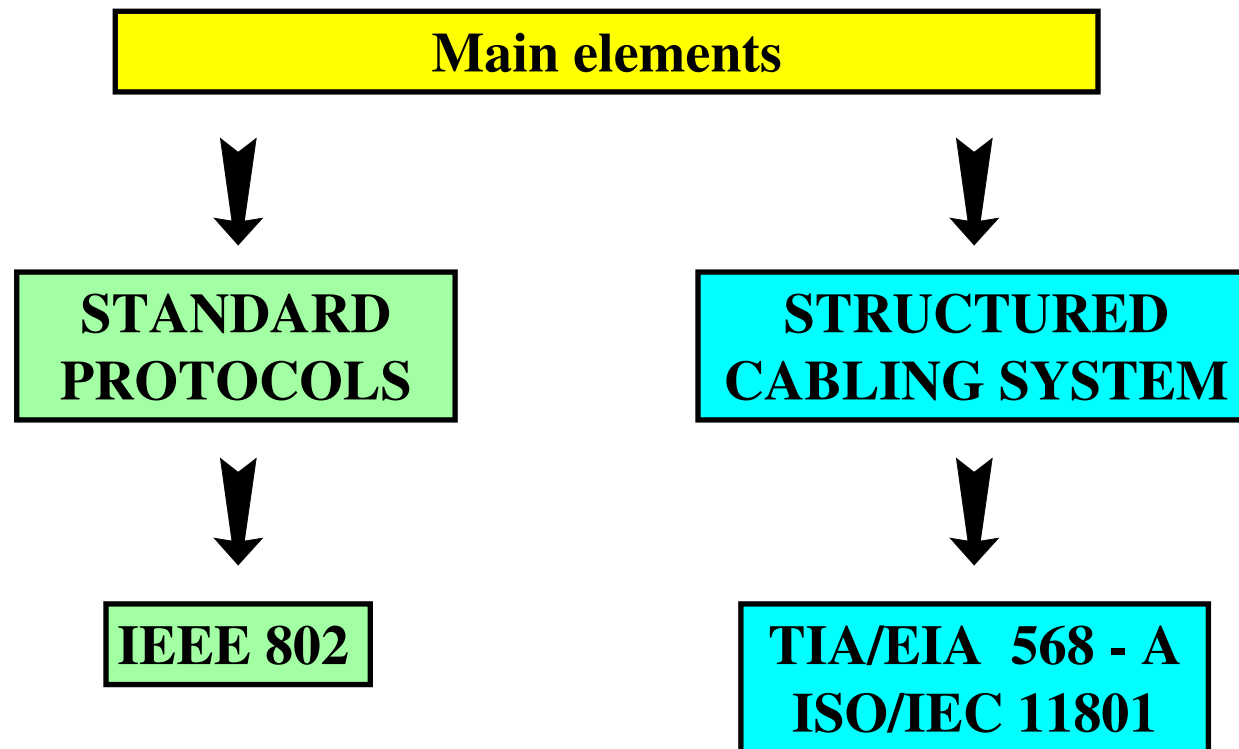 Main elements
STANDARD
PROTOCOLS
STRUCTURED
CABLING SYSTEM
IEEE 802
TIA/EIA 568 - A
ISO/IEC 11801